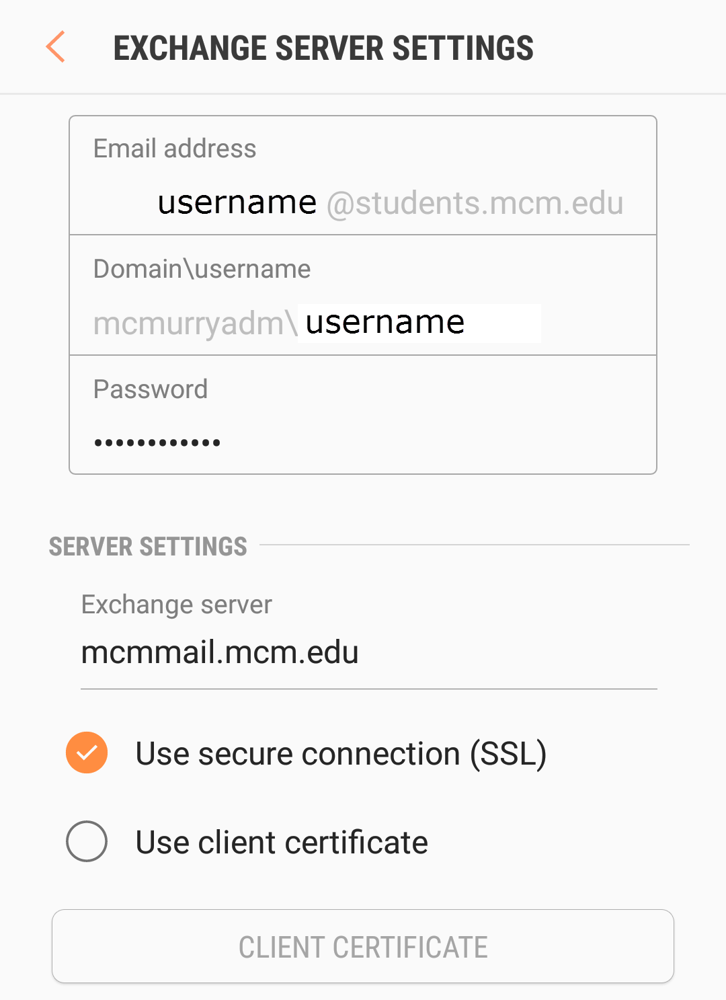 EXCHANGE SERVER SETTINGS
Email address
username @students.mcm.edu
Domain\username
mcmurryadm\ username
Password
••••••••••••
SERVER SETTINGS
Exchange server
mcmmail.mcm.edu
Use secure connection (SSL)
Use client certificate
CLIENT CERTIFICATE